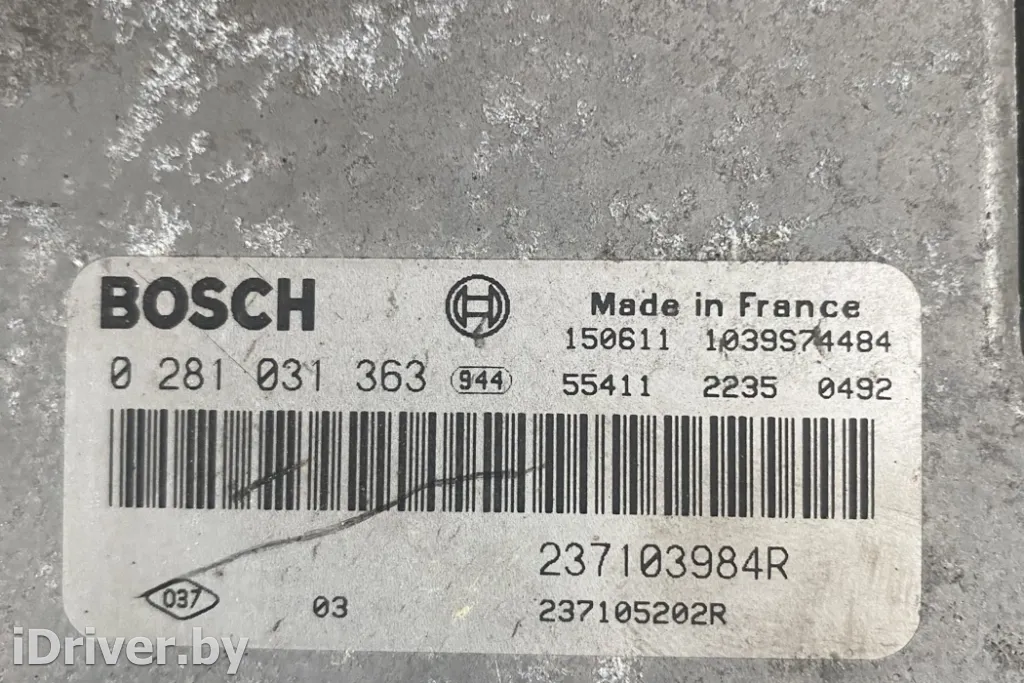 BOSCH
Made in France
150611 1039S74484
0 281 031 363 944 55411 2235 0492
237103984R
037 03 237105202R
iDriver.by